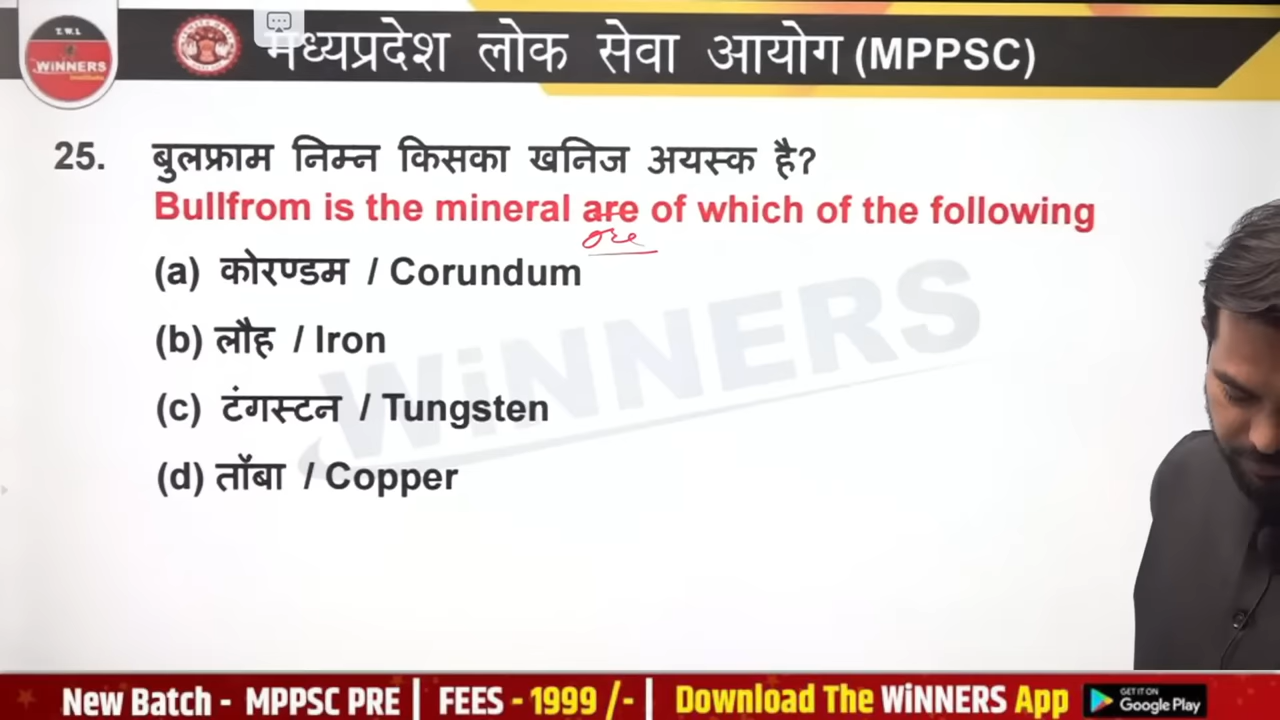 T.W.I.
WiNNERS
institute
मध्यप्रदेश लोक सेवा आयोग (MPPSC)
25. बुलफ्राम निम्न किसका खनिज अयस्क है?
Bullfrom is the mineral are of which of the following
ore
(a) कोरण्डम / Corundum
(b) लौह / Iron
(c) टंगस्टन / Tungsten
(d) ताॅबा / Copper
WiNNERS
New Batch - MPPSC PRE | FEES - 1999 /- | Download The WiNNERS App
GET IT ON
Google Play